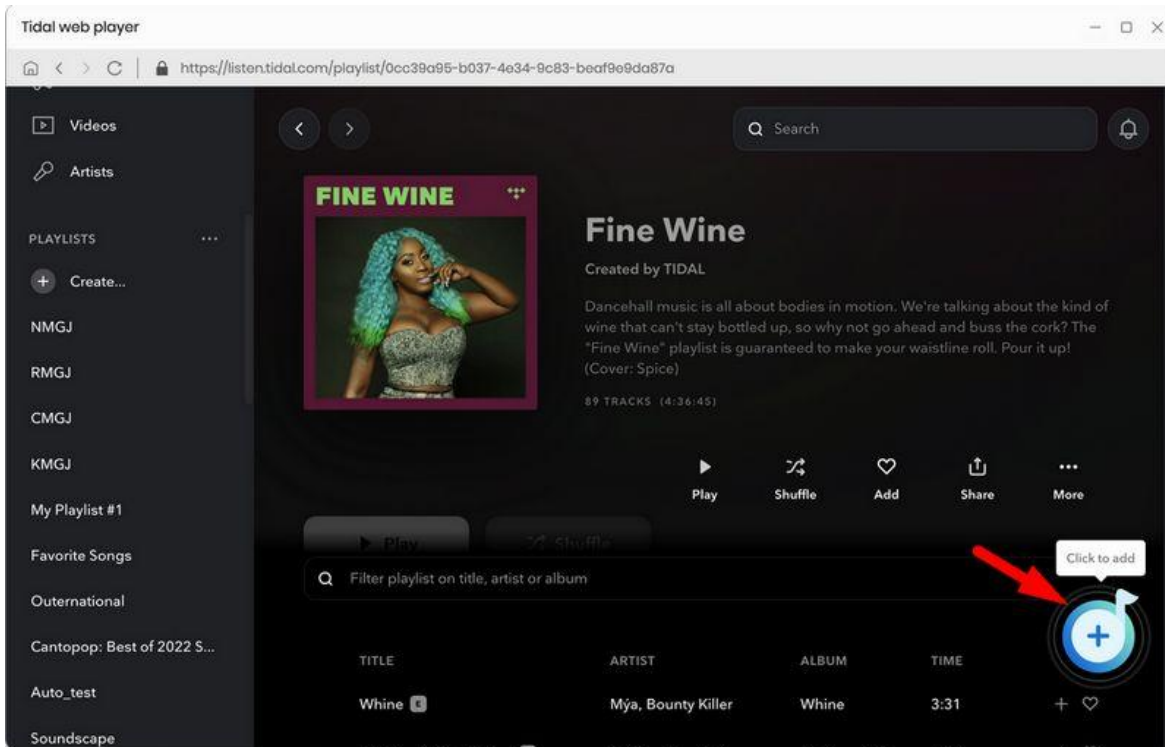 Tidal web player
https://listen.tidal.com/playlist/0cc39a95-b037-4e34-9c83-beaf9e9da87a
Videos
Artists
PLAYLISTS
Create...
NMGJ
RMGJ
CMGJ
KMGJ
My Playlist #1
Favorite Songs
Outernational
Cantopop: Best of 2022 S...
Auto_test
Soundscape
Search
FINE WINE
Fine Wine
Created by TIDAL
Dancehall music is all about bodies in motion. We're talking about the kind of
wine that can't stay bottled up, so why not go ahead and buss the cork? The
"Fine Wine" playlist is guaranteed to make your waistline roll. Pour it up!
(Cover: Spice)
89 TRACKS (4:36:45)
Play Shuffle Add Share More
Play Shuffle
Click to add
Filter playlist on title, artist or album
TITLE ARTIST ALBUM TIME
Whine E Mýa, Bounty Killer Whine 3:31